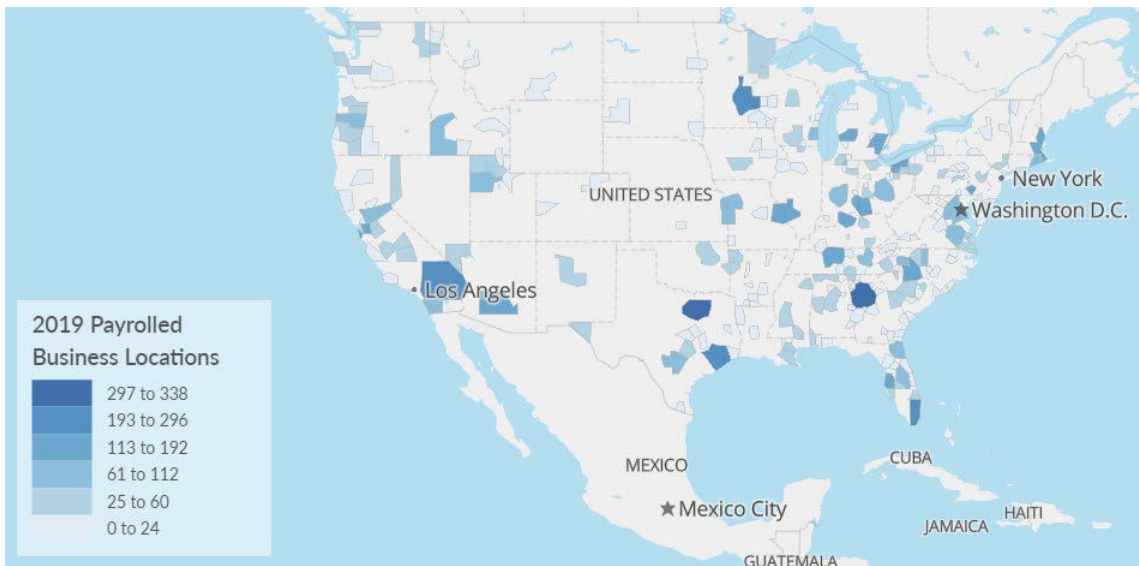 UNITED STATES
New York
Washington D.C.
Los Angeles
2019 Payrolled
Business Locations
297 to 338
193 to 296
113 to 192
61 to 112
25 to 60
0 to 24
MEXICO
CUBA
Mexico City
HAITI
JAMAICA
GUATEMALA